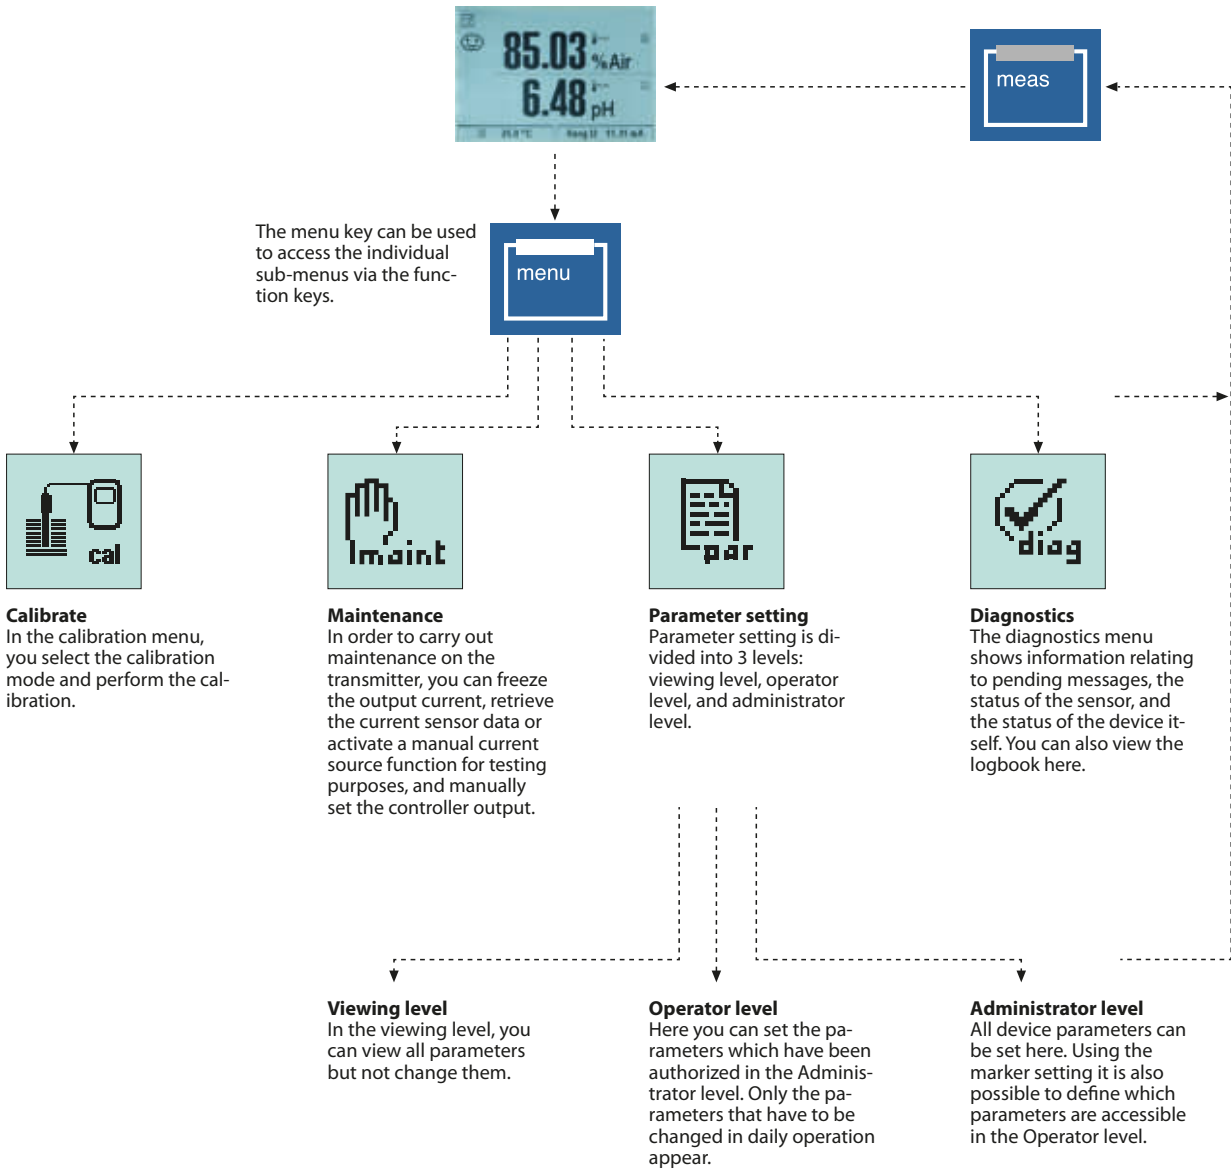 85.03 %Air
6.48 pH
meas
The menu key can be used
to access the individual
sub-menus via the func-
tion keys.
menu
cal
maint
par
diag
Calibrate
In the calibration menu,
you select the calibration
mode and perform the cal-
ibration.
Maintenance
In order to carry out
maintenance on the
transmitter, you can freeze
the output current, retrieve
the current sensor data or
activate a manual current
source function for testing
purposes, and manually
set the controller output.
Parameter setting
Parameter setting is di-
vided into 3 levels:
viewing level, operator
level, and administrator
level.
Diagnostics
The diagnostics menu
shows information relating
to pending messages, the
status of the sensor, and
the status of the device it-
self. You can also view the
logbook here.
Viewing level
In the viewing level, you
can view all parameters
but not change them.
Operator level
Here you can set the pa-
rameters which have been
authorized in the Adminis-
trator level. Only the pa-
rameters that have to be
changed in daily operation
appear.
Administrator level
All device parameters can
be set here. Using the
marker setting it is also
possible to define which
parameters are accessible
in the Operator level.